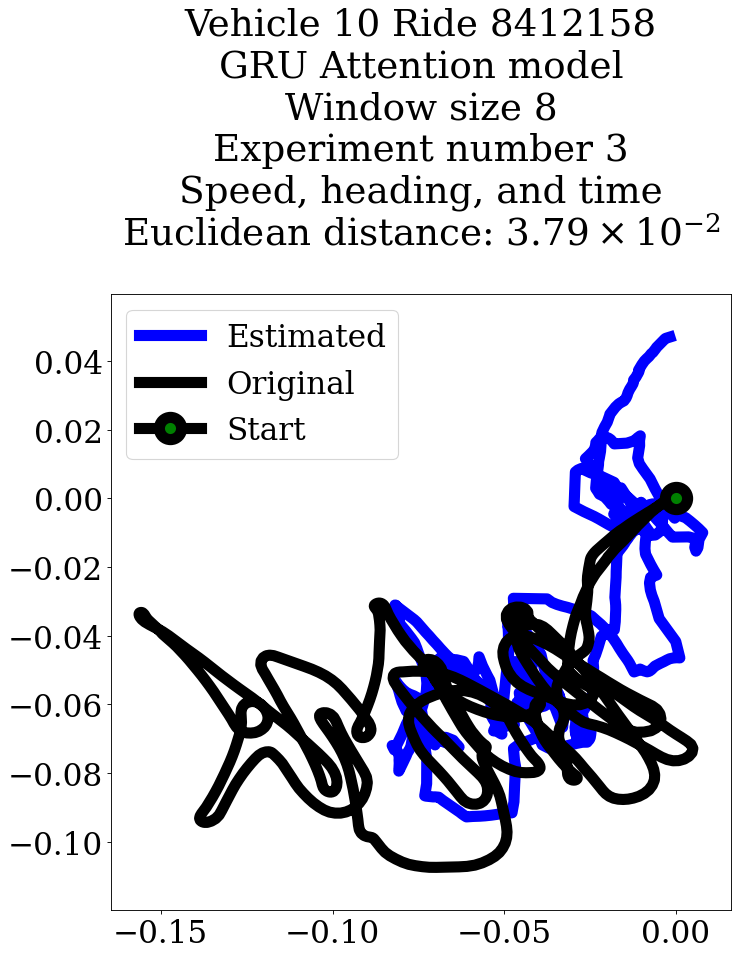 Vehicle 10 Ride 8412158
GRU Attention model
Window size 8
Experiment number 3
Speed, heading, and time
Euclidean distance: 3.79 × 10⁻²
Estimated
Original
Start
0.04
0.02
0.00
−0.02
−0.04
−0.06
−0.08
−0.10
−0.15 −0.10 −0.05 0.00